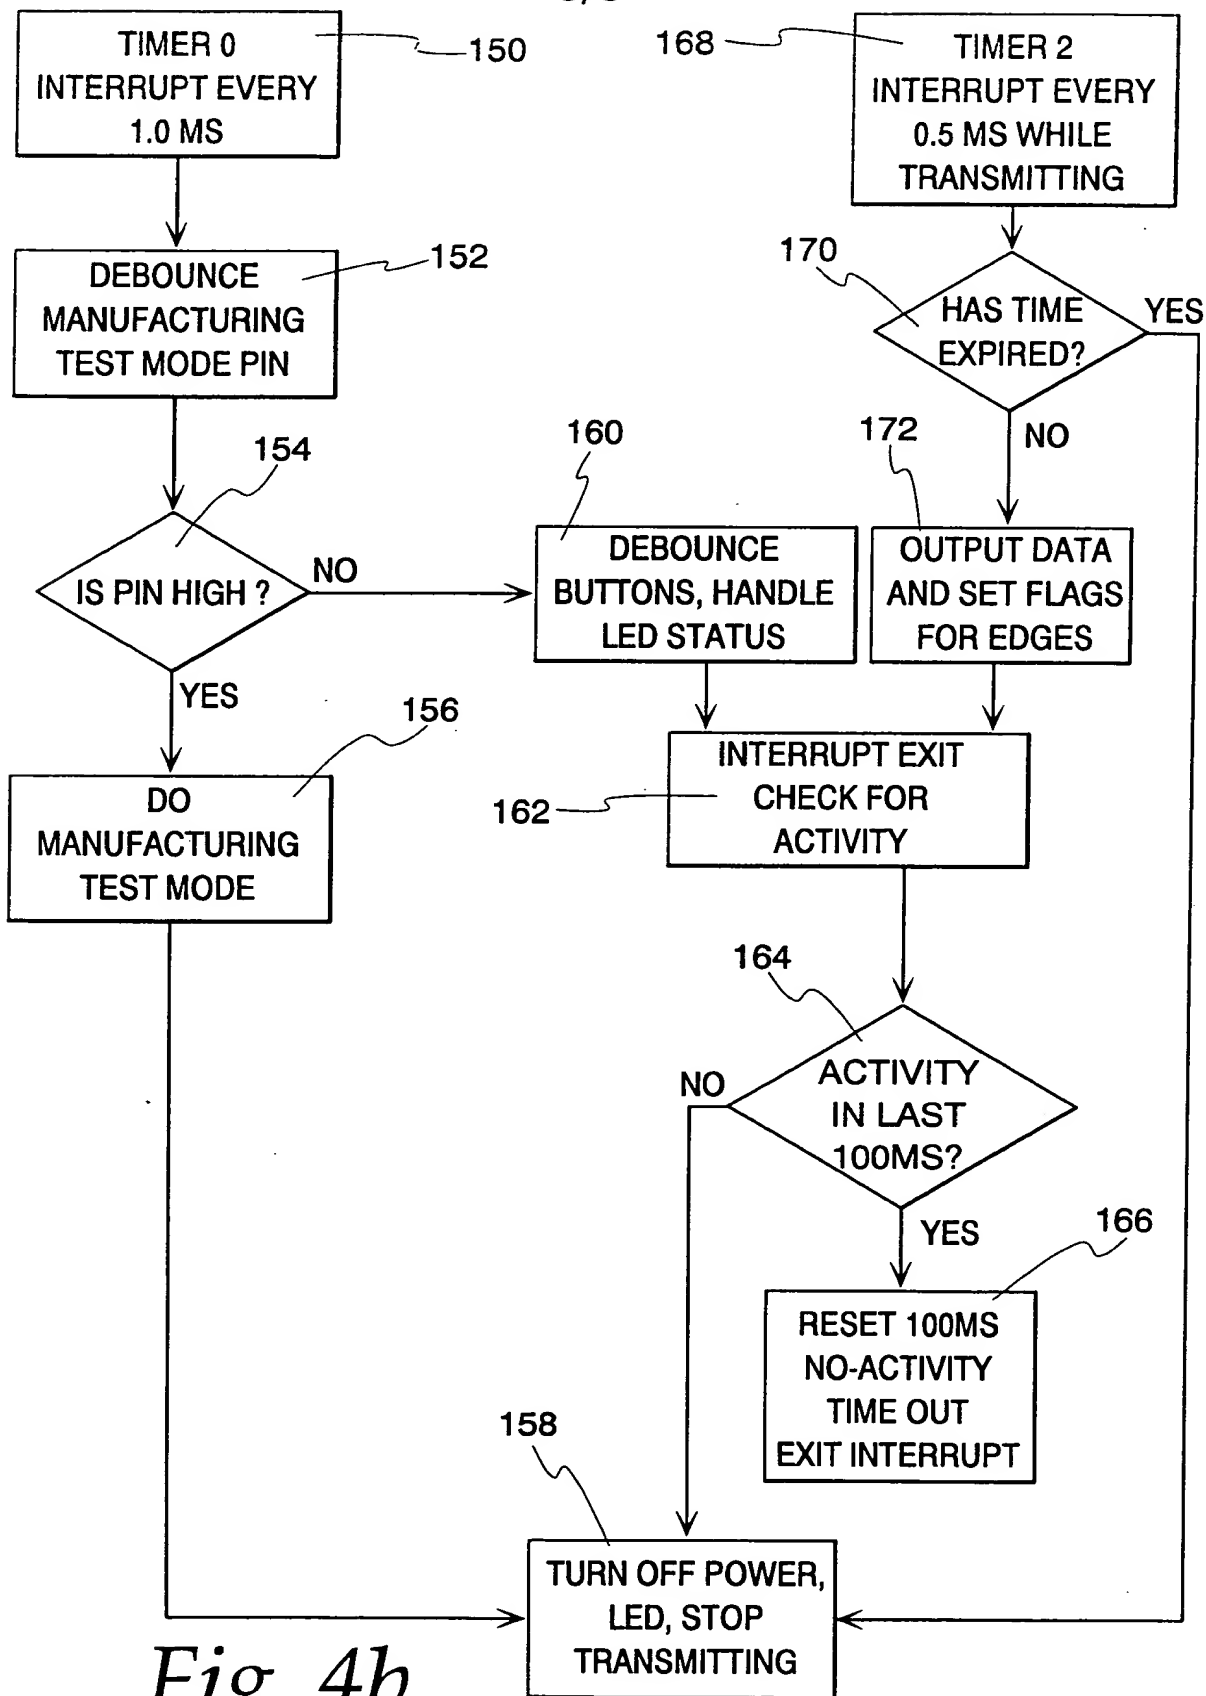 TIMER 0
INTERRUPT EVERY
1.0 MS
150
DEBOUNCE
MANUFACTURING
TEST MODE PIN
152
IS PIN HIGH ?
154
NO
YES
DO
MANUFACTURING
TEST MODE
156
DEBOUNCE
BUTTONS, HANDLE
LED STATUS
160
TIMER 2
INTERRUPT EVERY
0.5 MS WHILE
TRANSMITTING
168
HAS TIME
EXPIRED?
170
YES
NO
OUTPUT DATA
AND SET FLAGS
FOR EDGES
172
INTERRUPT EXIT
CHECK FOR
ACTIVITY
162
ACTIVITY
IN LAST
100MS?
164
NO
YES
RESET 100MS
NO-ACTIVITY
TIME OUT
EXIT INTERRUPT
166
TURN OFF POWER,
LED, STOP
TRANSMITTING
158
Fig. 4b